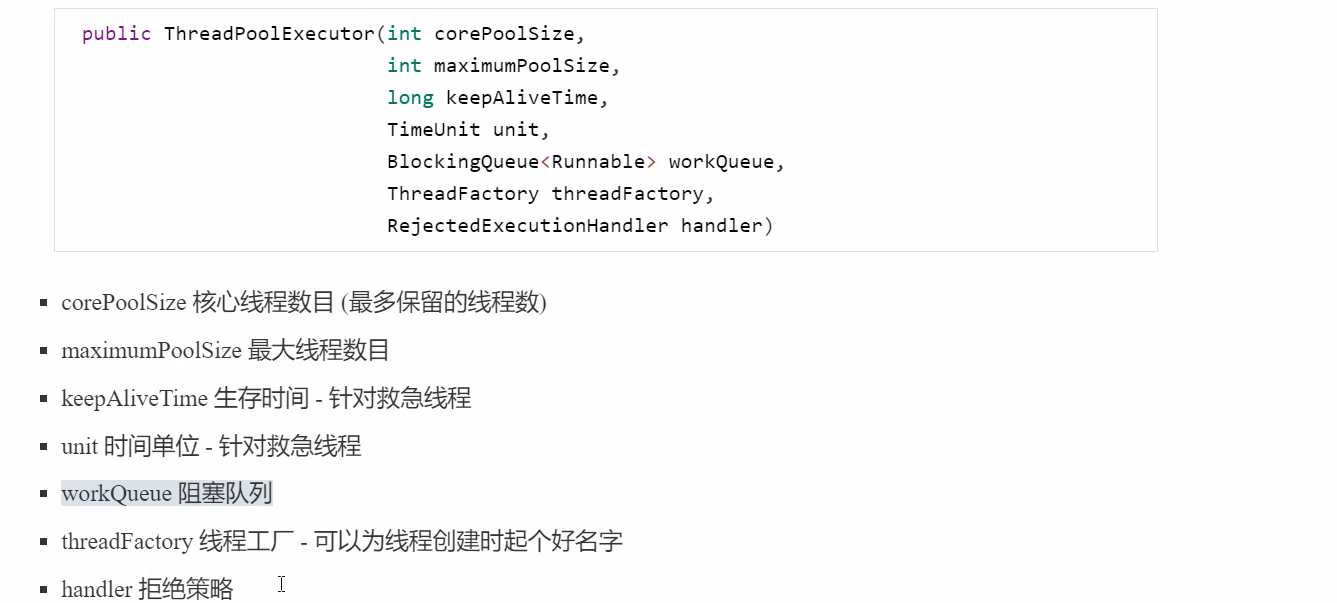 public ThreadPoolExecutor(int corePoolSize,
int maximumPoolSize,
long keepAliveTime,
TimeUnit unit,
BlockingQueue<Runnable> workQueue,
ThreadFactory threadFactory,
RejectedExecutionHandler handler)
corePoolSize 核心线程数目 (最多保留的线程数)
maximumPoolSize 最大线程数目
keepAliveTime 生存时间 - 针对救急线程
unit 时间单位 - 针对救急线程
workQueue 阻塞队列
threadFactory 线程工厂 - 可以为线程创建时起个好名字
handler 拒绝策略